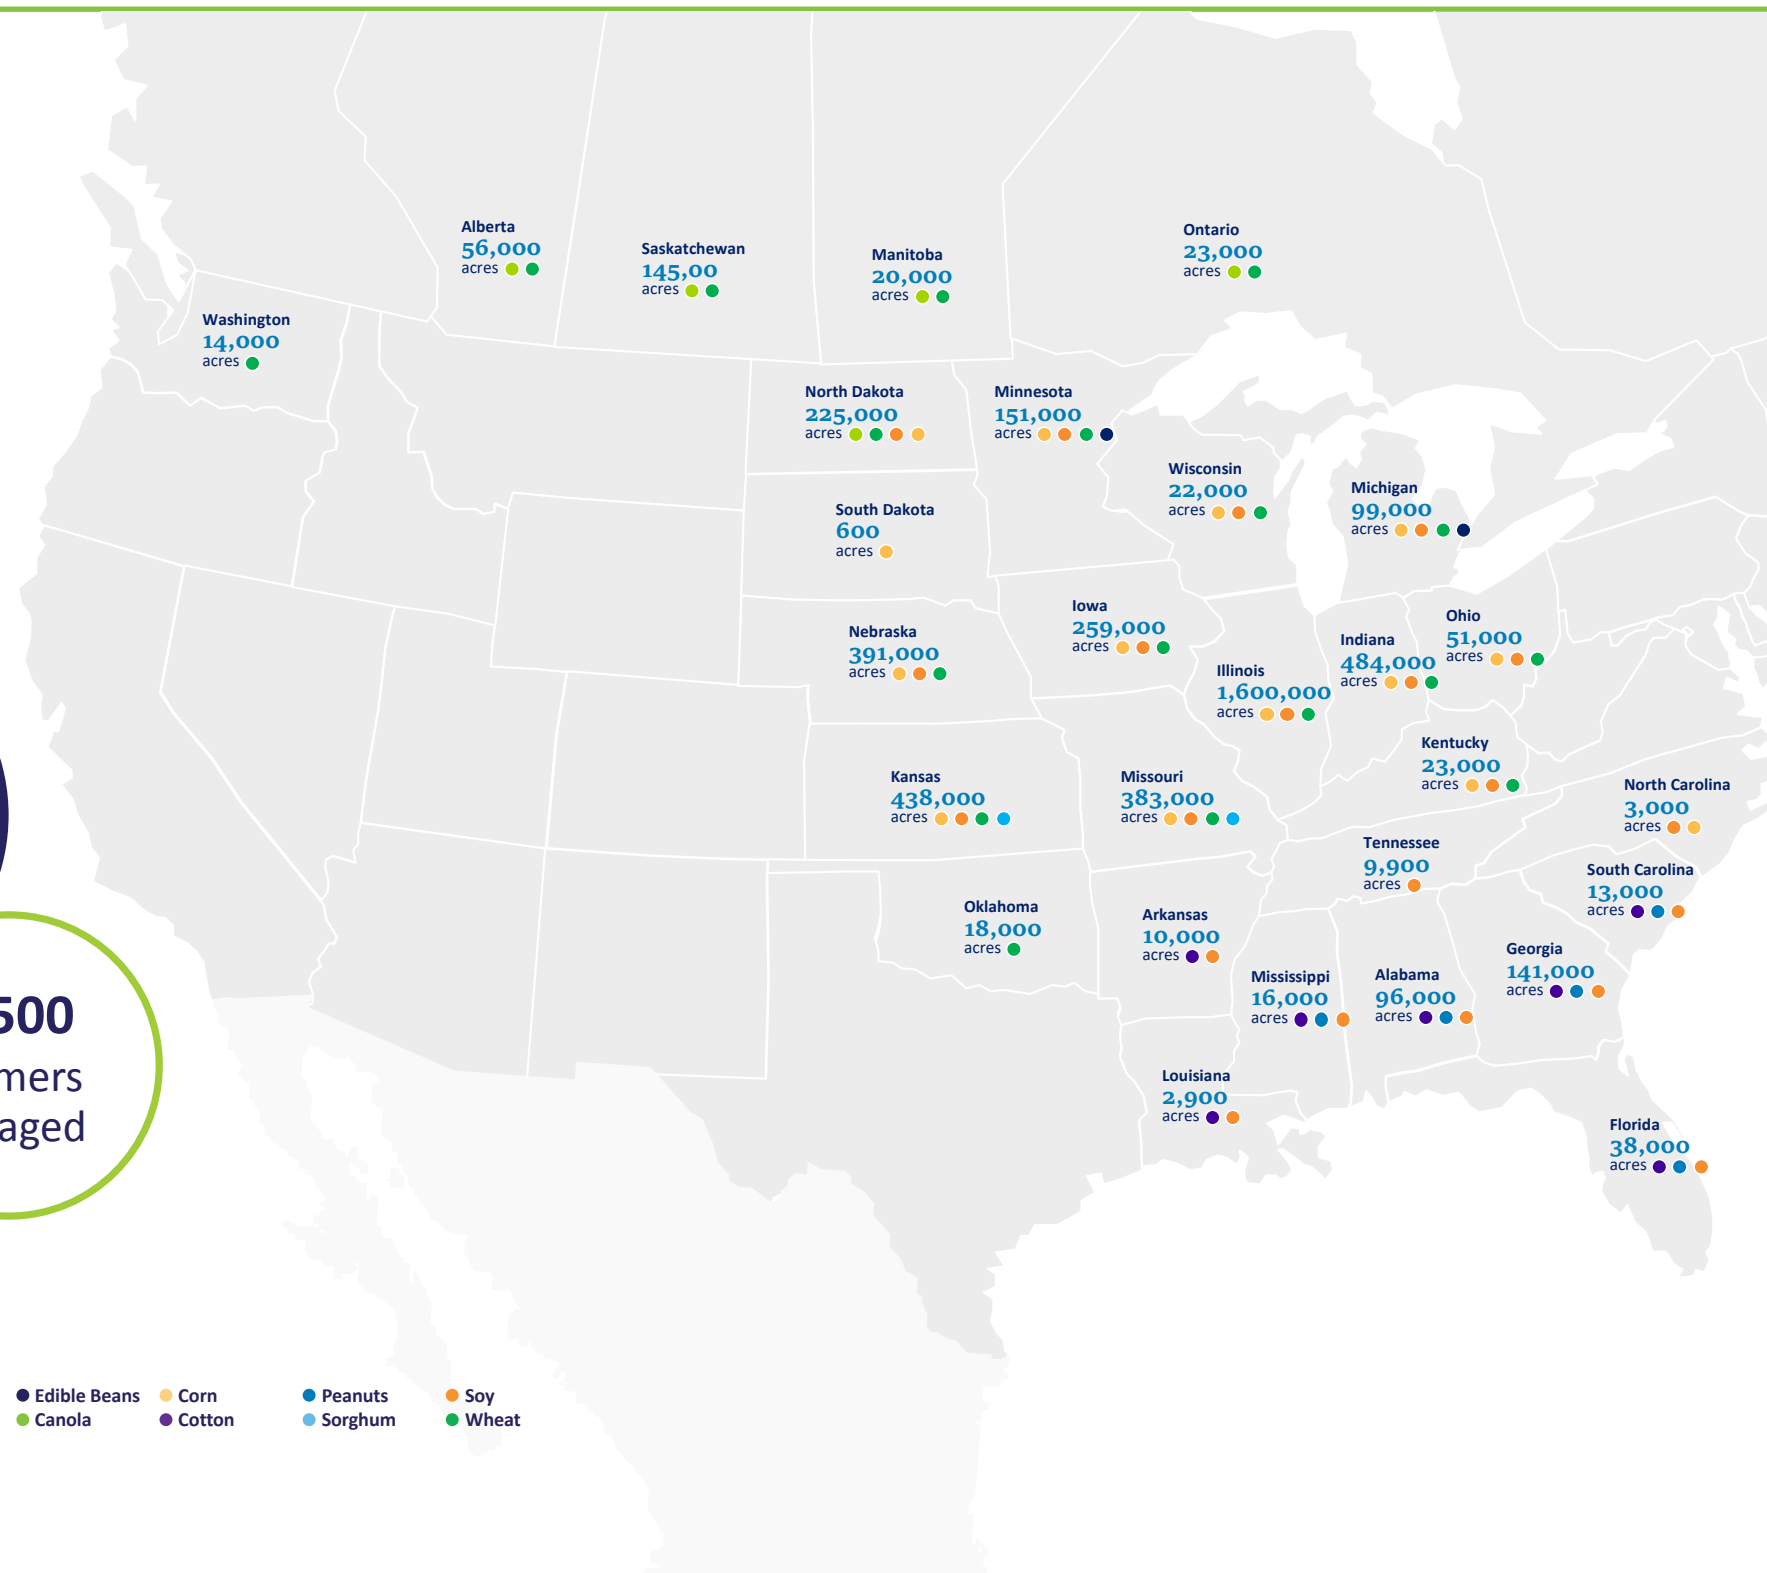 Alberta
56,000
acres
Saskatchewan
145,00
acres
Manitoba
20,000
acres
Ontario
23,000
acres
Washington
14,000
acres
North Dakota
225,000
acres
Minnesota
151,000
acres
Wisconsin
22,000
acres
Michigan
99,000
acres
South Dakota
600
acres
Iowa
259,000
acres
Nebraska
391,000
acres
Illinois
1,600,000
acres
Indiana
484,000
acres
Ohio
51,000
acres
Kentucky
23,000
acres
Kansas
438,000
acres
Missouri
383,000
acres
North Carolina
3,000
acres
Tennessee
9,900
acres
South Carolina
13,000
acres
Oklahoma
18,000
acres
Arkansas
10,000
acres
Mississippi
16,000
acres
Alabama
96,000
acres
Georgia
141,000
acres
Louisiana
2,900
acres
Florida
38,000
acres
500
mers
aged
Edible Beans Corn Peanuts Soy
Canola Cotton Sorghum Wheat